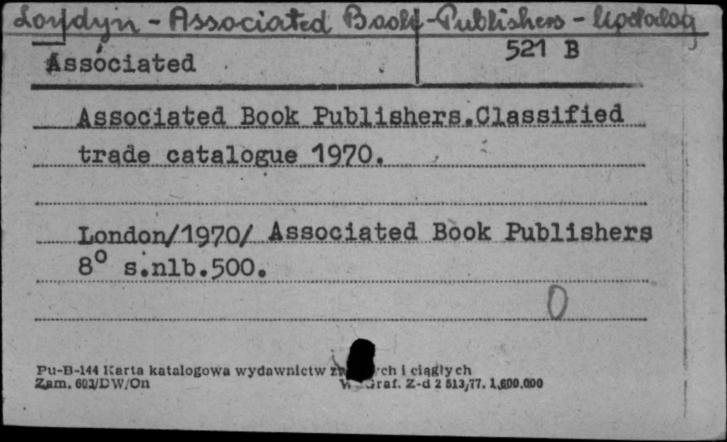 Londyn - Associated Book-Publishers - Katalog
Associated
521 B
Associated Book Publishers.Classified
trade catalogue 1970.
London/1970/ Associated Book Publishers
8° s.nlb.500.
0
Pu-B-144 Karta katalogowa wydawnictw i ciągłych
Zam. 603/DW/On
Graf. Z-d 2 513/77. 1,600,000